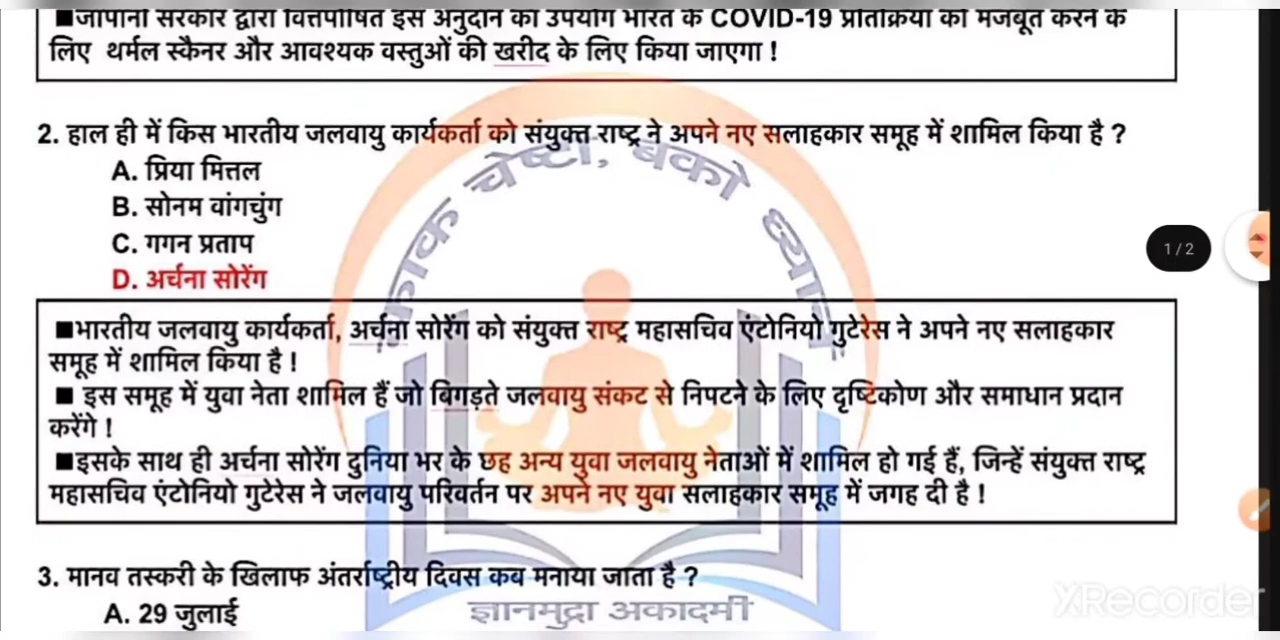 ■जापानी सरकार द्वारा वित्तपोषित इस अनुदान का उपयोग भारत के COVID-19 प्रतिक्रिया को मजबूत करने के
लिए थर्मल स्कैनर और आवश्यक वस्तुओं की खरीद के लिए किया जाएगा !
2. हाल ही में किस भारतीय जलवायु कार्यकर्ता को संयुक्त राष्ट्र ने अपने नए सलाहकार समूह में शामिल किया है ?
काक चेष्टा, बको ध्यानं
A. प्रिया मित्तल
B. सोनम वांगचुंग
C. गगन प्रताप
1/2
D. अर्चना सोरेंग
■भारतीय जलवायु कार्यकर्ता, अर्चना सोरेंग को संयुक्त राष्ट्र महासचिव एंटोनियो गुटेरेस ने अपने नए सलाहकार
समूह में शामिल किया है !
■ इस समूह में युवा नेता शामिल हैं जो बिगड़ते जलवायु संकट से निपटने के लिए दृष्टिकोण और समाधान प्रदान
करेंगे !
■इसके साथ ही अर्चना सोरेंग दुनिया भर के छह अन्य युवा जलवायु नेताओं में शामिल हो गई हैं, जिन्हें संयुक्त राष्ट्र
महासचिव एंटोनियो गुटेरेस ने जलवायु परिवर्तन पर अपने नए युवा सलाहकार समूह में जगह दी है !
3. मानव तस्करी के खिलाफ अंतर्राष्ट्रीय दिवस कब मनाया जाता है ?
A. 29 जुलाई
ज्ञानमुद्रा अकादमी
XRecorder